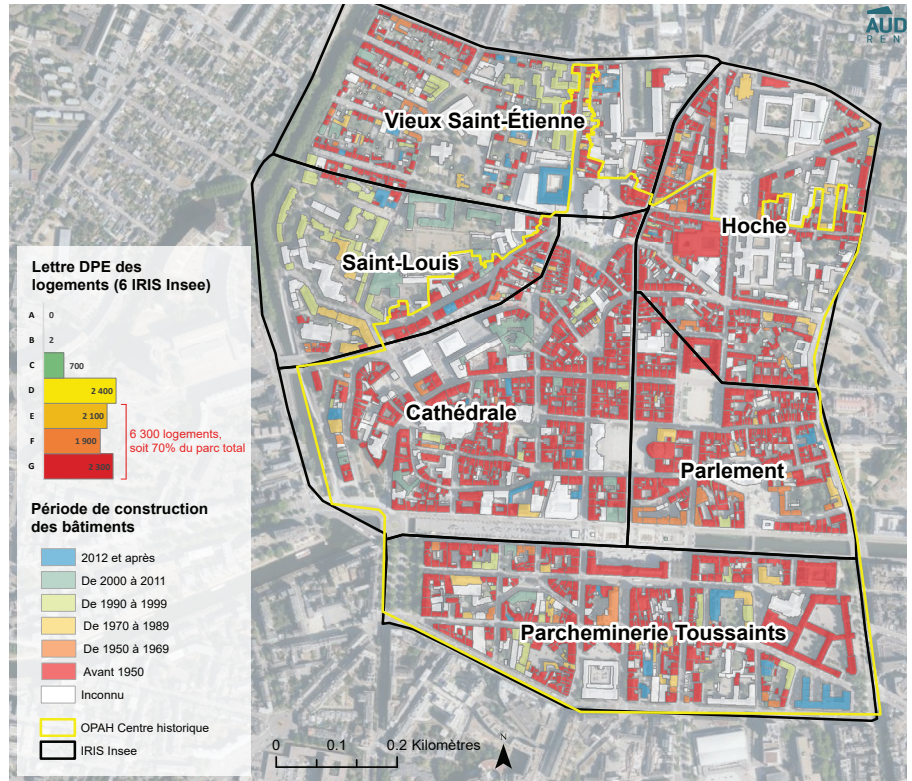 AUD
REN
Vieux Saint-Étienne
Hoche
Saint-Louis
Cathédrale
Parlement
Parcheminerie Toussaints
Lettre DPE des
logements (6 IRIS Insee)
A 0
B 2
C 700
D 2 400
E 2 100
F 1 900
G 2 300
6 300 logements,
soit 70% du parc total
Période de construction
des bâtiments
2012 et après
De 2000 à 2011
De 1990 à 1999
De 1970 à 1989
De 1950 à 1969
Avant 1950
Inconnu
OPAH Centre historique
IRIS Insee
0 0.1 0.2 Kilomètres
N